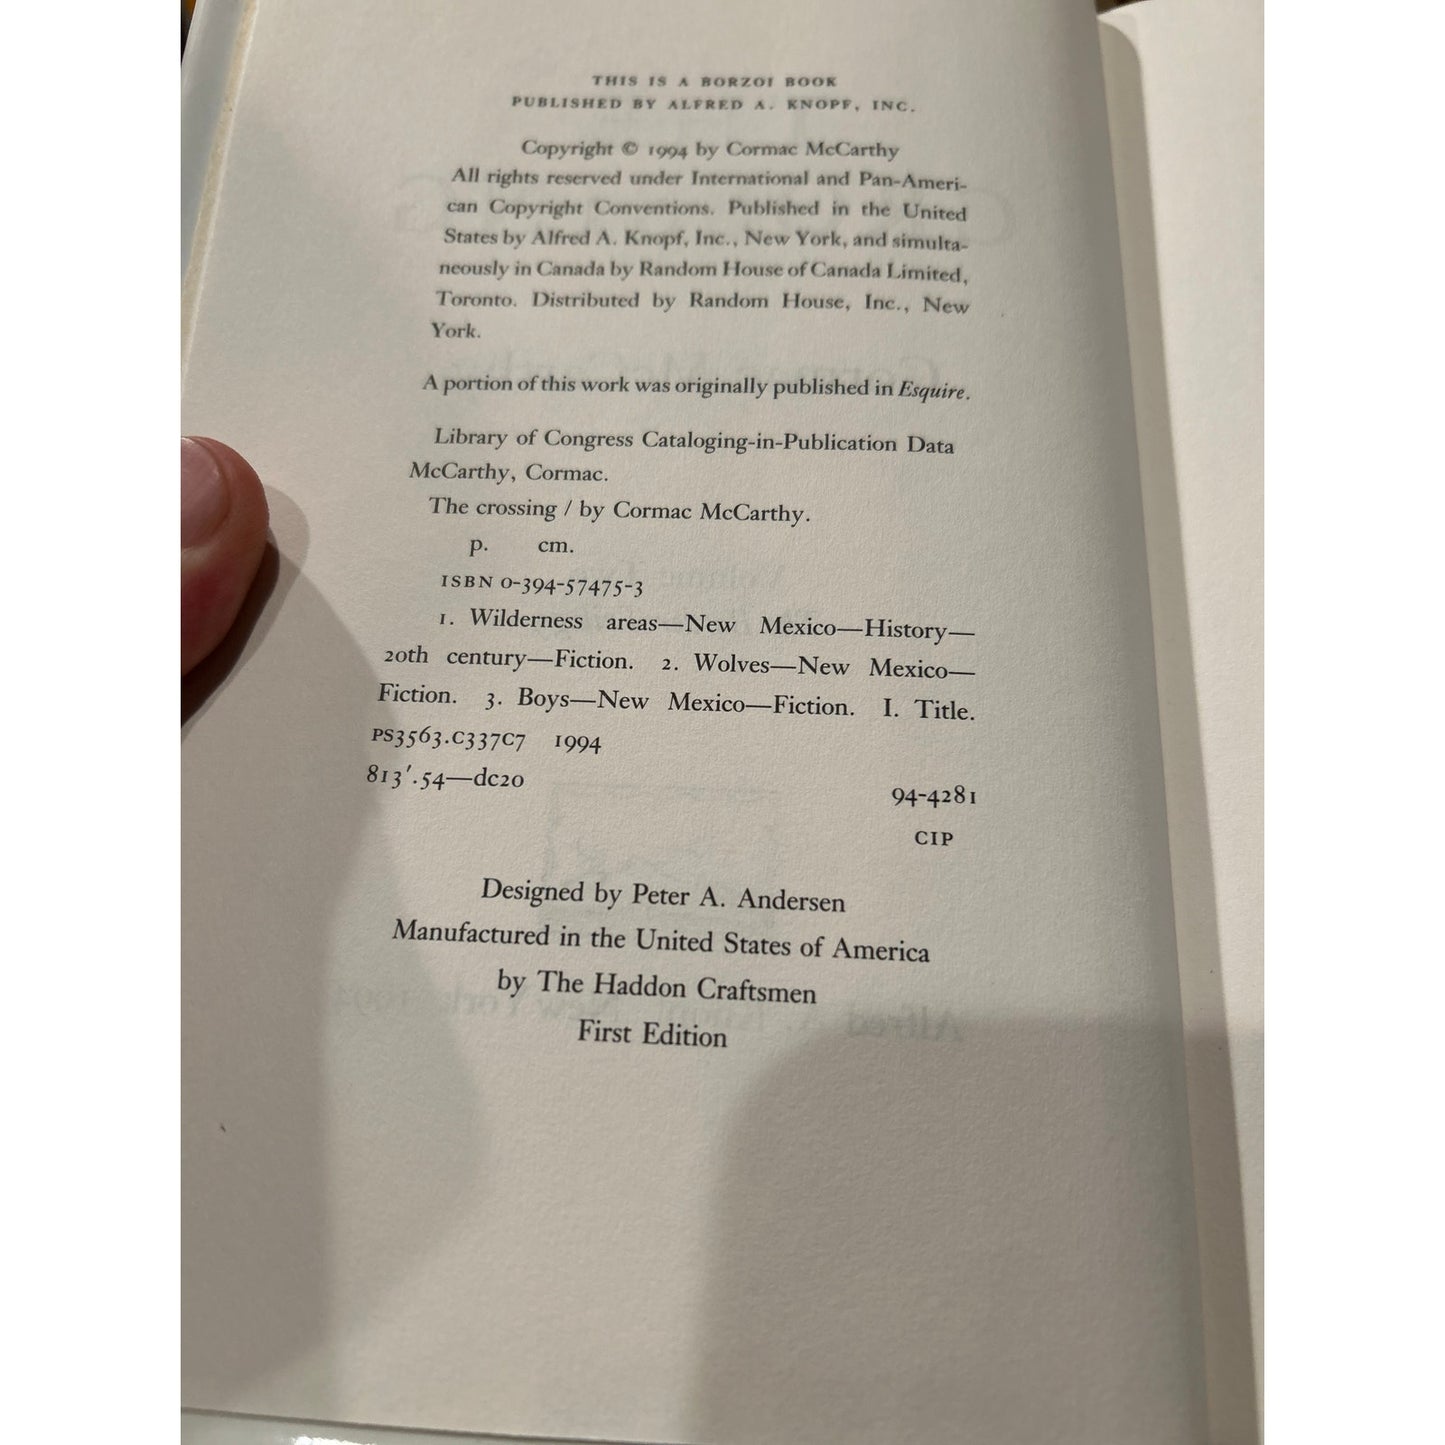 THIS IS A BORZOI BOOK
PUBLISHED BY ALFRED A. KNOPF, INC.
Copyright © 1994 by Cormac McCarthy
All rights reserved under International and Pan-Ameri-
can Copyright Conventions. Published in the United
States by Alfred A. Knopf, Inc., New York, and simulta-
neously in Canada by Random House of Canada Limited,
Toronto. Distributed by Random House, Inc., New
York.
A portion of this work was originally published in Esquire.
Library of Congress Cataloging-in-Publication Data
McCarthy, Cormac.
The crossing / by Cormac McCarthy.
p. cm.
ISBN 0-394-57475-3
1. Wilderness areas—New Mexico—History—
20th century—Fiction. 2. Wolves—New Mexico—
Fiction. 3. Boys—New Mexico—Fiction. I. Title.
PS3563.C337C7 1994
813′.54—dc20
94-4281
CIP
Designed by Peter A. Andersen
Manufactured in the United States of America
by The Haddon Craftsmen
First Edition